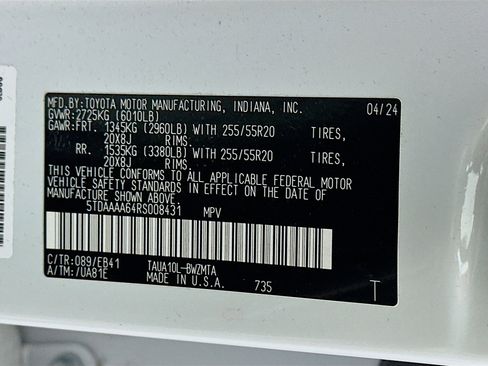 MFD.BY:TOYOTA MOTOR MANUFACTURING, INDIANA, INC. 04/24
GVWR:2725KG (6010LB)
GAWR:FRT. 1345KG (2960LB) WITH 255/55R20 TIRES,
20X8J RIMS.
RR. 1535KG (3380LB) WITH 255/55R20 TIRES,
20X8J RIMS.
THIS VEHICLE CONFORMS TO ALL APPLICABLE FEDERAL MOTOR
VEHICLE SAFETY STANDARDS IN EFFECT ON THE DATE OF
MANUFACTURE SHOWN ABOVE.
5TDAAAA64RS008431 MPV
C/TR:089/EB41 TAUA10L-BWZMTA
A/TM:/UA81E MADE IN U.S.A. 735 T